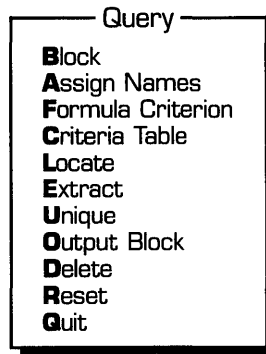 Query
Block
Assign Names
Formula Criterion
Criteria Table
Locate
Extract
Unique
Output Block
Delete
Reset
Quit